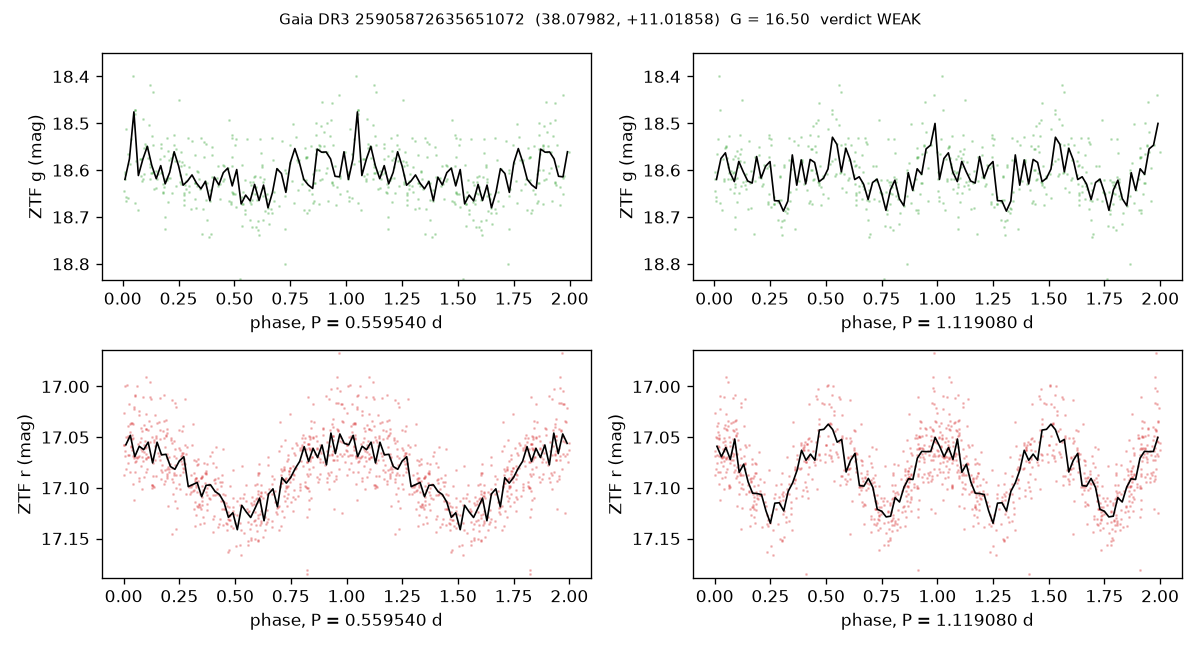 Gaia DR3 25905872635651072 (38.07982, +11.01858) G = 16.50 verdict WEAK
ZTF g (mag)
18.4
18.5
18.6
18.7
18.8
0.00 0.25 0.50 0.75 1.00 1.25 1.50 1.75 2.00
phase, P = 0.559540 d
ZTF g (mag)
18.4
18.5
18.6
18.7
18.8
0.00 0.25 0.50 0.75 1.00 1.25 1.50 1.75 2.00
phase, P = 1.119080 d
ZTF r (mag)
17.00
17.05
17.10
17.15
0.00 0.25 0.50 0.75 1.00 1.25 1.50 1.75 2.00
phase, P = 0.559540 d
ZTF r (mag)
17.00
17.05
17.10
17.15
0.00 0.25 0.50 0.75 1.00 1.25 1.50 1.75 2.00
phase, P = 1.119080 d